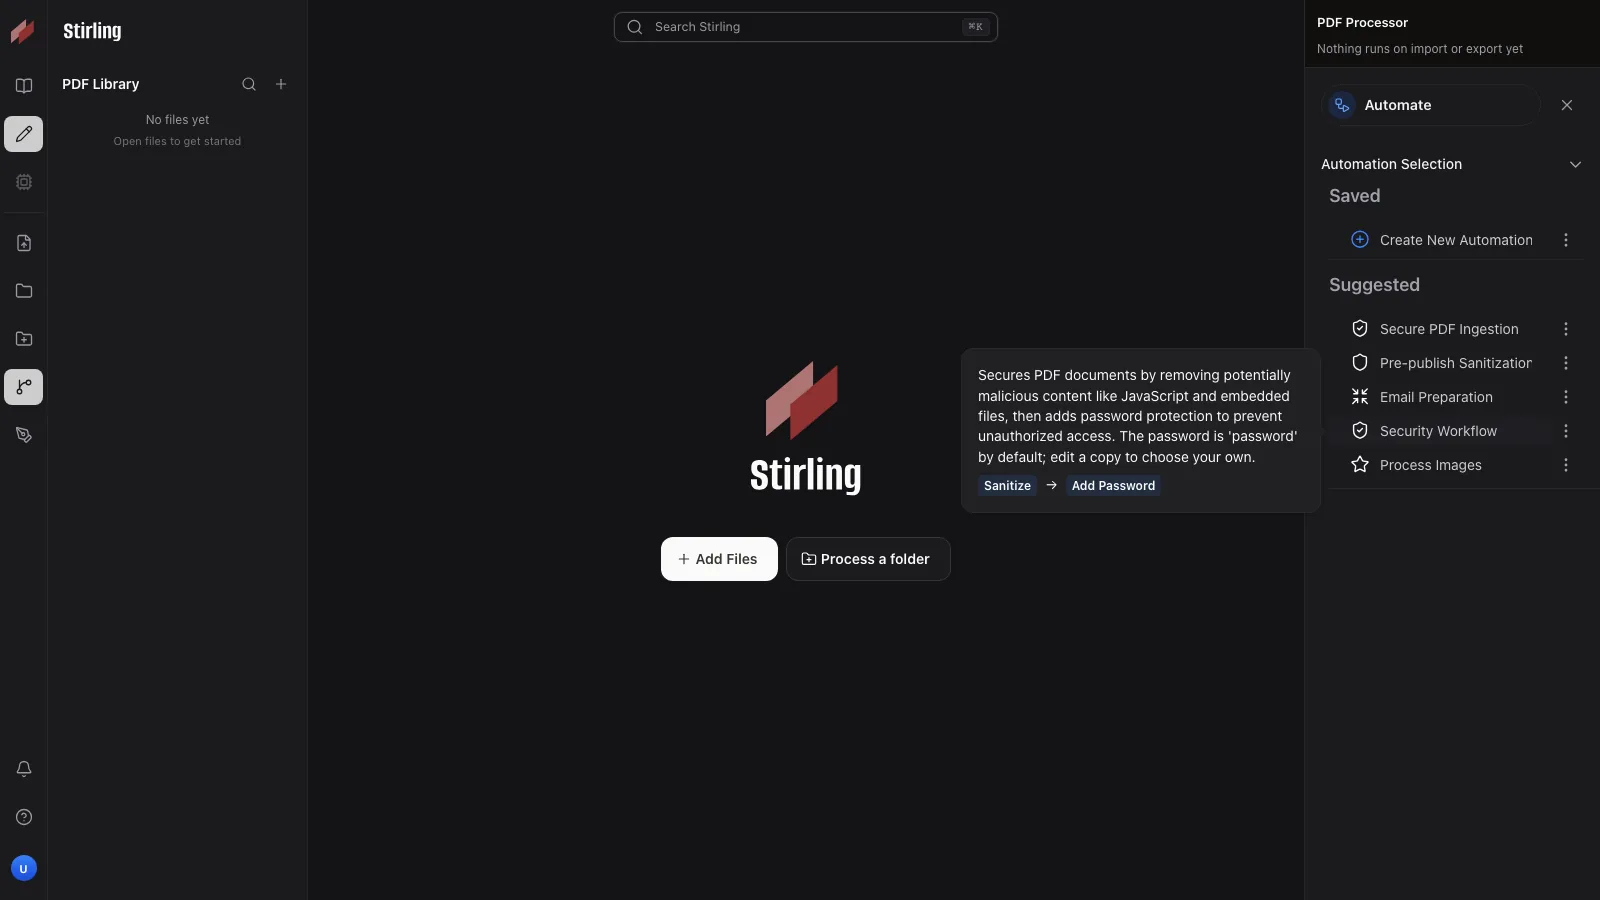 Stirling
Search Stirling
⌘K
PDF Library
No files yet
Open files to get started
Stirling
Add Files
Process a folder
PDF Processor
Nothing runs on import or export yet
Automate
Automation Selection
Saved
Create New Automation
Suggested
Secure PDF Ingestion
Pre-publish Sanitization
Email Preparation
Security Workflow
Process Images
Secures PDF documents by removing potentially
malicious content like JavaScript and embedded
files, then adds password protection to prevent
unauthorized access. The password is 'password'
by default; edit a copy to choose your own.
Sanitize → Add Password
U